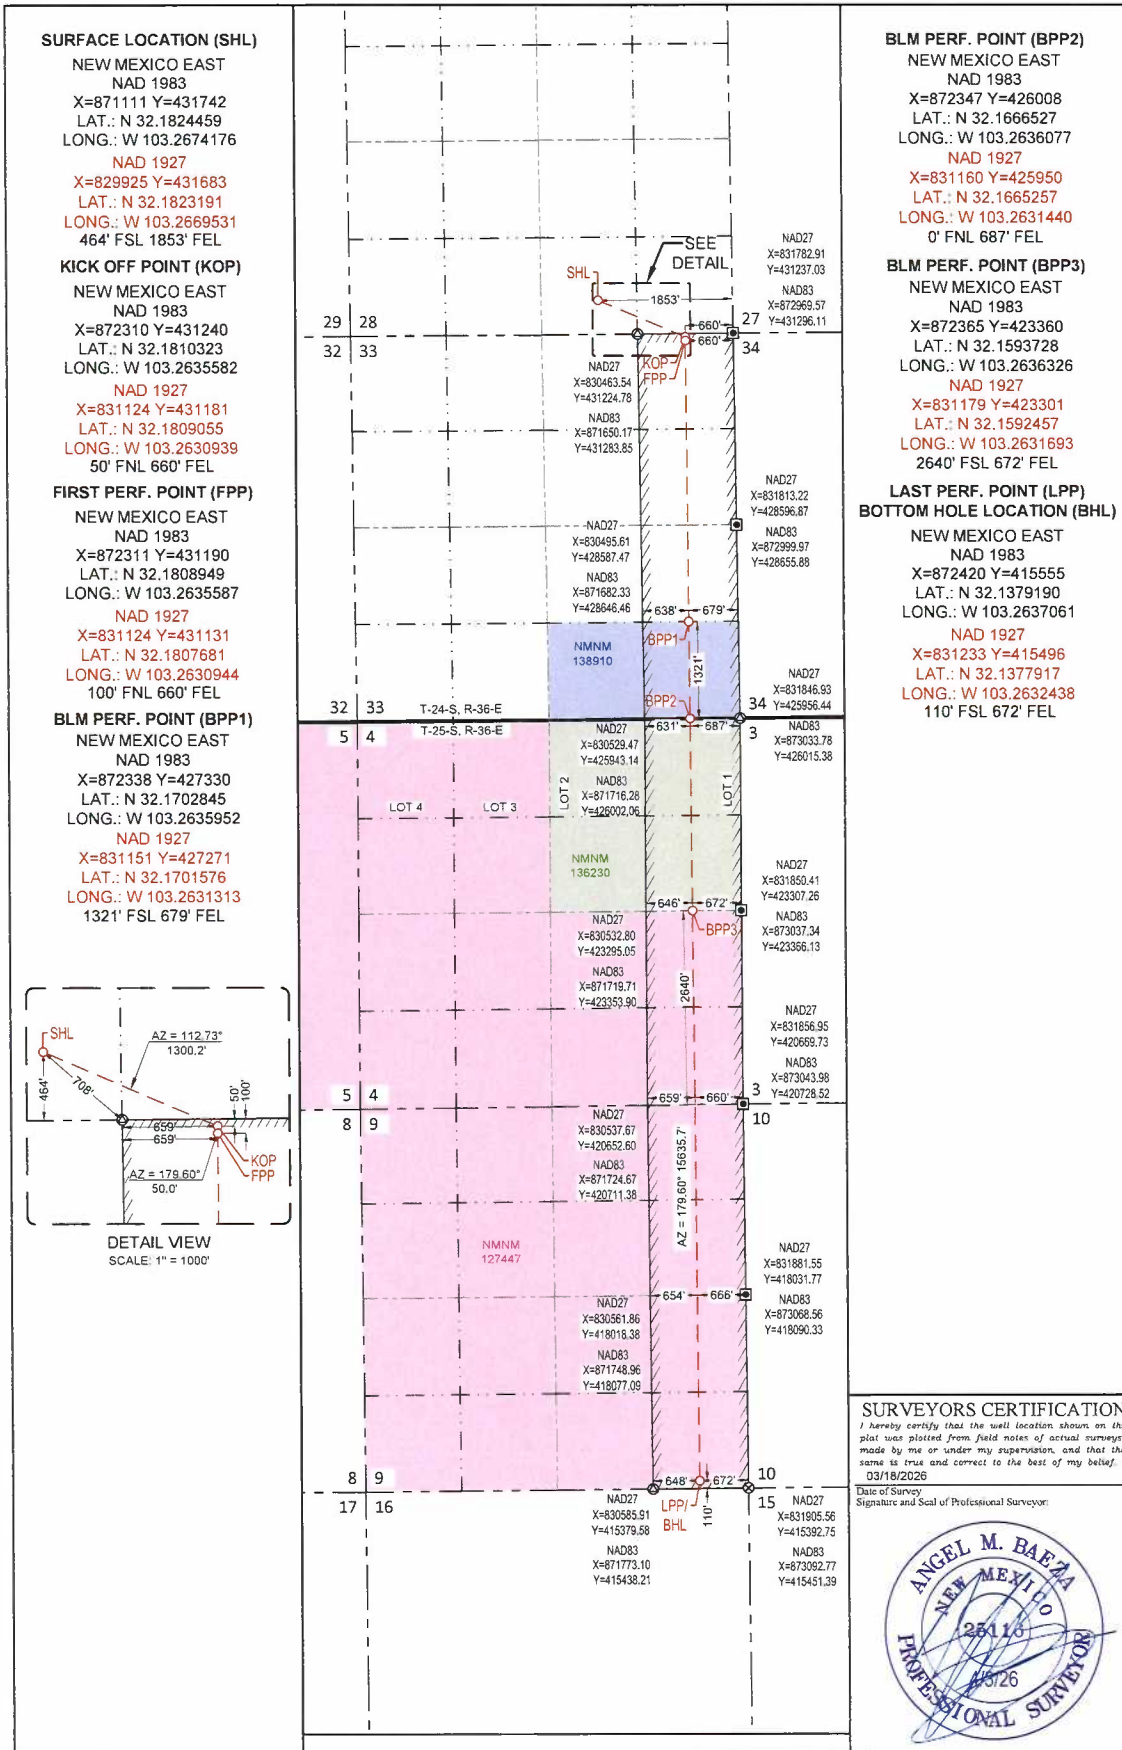 SURFACE LOCATION (SHL)
NEW MEXICO EAST
NAD 1983
X=871111 Y=431742
LAT.: N 32.1824459
LONG.: W 103.2674176
NAD 1927
X=829925 Y=431683
LAT.: N 32.1823191
LONG.: W 103.2669531
464' FSL 1853' FEL
KICK OFF POINT (KOP)
NEW MEXICO EAST
NAD 1983
X=872310 Y=431240
LAT.: N 32.1810323
LONG.: W 103.2635582
NAD 1927
X=831124 Y=431181
LAT.: N 32.1809055
LONG.: W 103.2630939
50' FNL 660' FEL
FIRST PERF. POINT (FPP)
NEW MEXICO EAST
NAD 1983
X=872311 Y=431190
LAT.: N 32.1808949
LONG.: W 103.2635587
NAD 1927
X=831124 Y=431131
LAT.: N 32.1807681
LONG.: W 103.2630944
100' FNL 660' FEL
BLM PERF. POINT (BPP1)
NEW MEXICO EAST
NAD 1983
X=872338 Y=427330
LAT.: N 32.1702845
LONG.: W 103.2635952
NAD 1927
X=831151 Y=427271
LAT.: N 32.1701576
LONG.: W 103.2631313
1321' FSL 679' FEL
SHL
AZ = 112.73°
1300.2'
464'
708'
50'
100'
659'
659'
KOP
FPP
AZ = 179.60°
50.0'
DETAIL VIEW
SCALE: 1" = 1000'
SEE
DETAIL
SHL
1853'
NAD27
X=831782.91
Y=431237.03
NAD83
X=872969.57
Y=431296.11
29 28
32 33
660'
660'
27
34
KOP
FPP
NAD27
X=830463.54
Y=431224.78
NAD83
X=871650.17
Y=431283.85
NAD27
X=831813.22
Y=428596.87
NAD83
X=872999.97
Y=428655.88
NAD27
X=830495.61
Y=428587.47
NAD83
X=871682.33
Y=428646.46
638' 679'
BPP1
1321'
NMNM
138910
BPP2
NAD27
X=831846.93
Y=425956.44
32 33
T-24-S, R-36-E
34
5 4
T-25-S, R-36-E
3
631' 687'
NAD83
X=873033.78
Y=426015.38
NAD27
X=830529.47
Y=425943.14
NAD83
X=871716.28
Y=426002.06
LOT 4
LOT 3
LOT 2
LOT 1
NMNM
136230
NAD27
X=831850.41
Y=423307.26
NAD83
X=873037.34
Y=423366.13
646' 672'
BPP3
NAD27
X=830532.80
Y=423295.05
NAD83
X=871719.71
Y=423353.90
2640'
NAD27
X=831856.95
Y=420669.73
NAD83
X=873043.98
Y=420728.52
5 4
8 9
659' 660'
3
10
NAD27
X=830537.67
Y=420652.60
NAD83
X=871724.67
Y=420711.38
AZ = 179.60° 15635.7'
NMNM
127447
NAD27
X=831881.55
Y=418031.77
NAD83
X=873068.56
Y=418090.33
654' 666'
NAD27
X=830561.86
Y=418018.38
NAD83
X=871748.96
Y=418077.09
8 9
17 16
648' 672'
10
15
LPP/
BHL
110'
NAD27
X=830585.91
Y=415379.58
NAD83
X=871773.10
Y=415438.21
NAD27
X=831905.56
Y=415392.75
NAD83
X=873092.77
Y=415451.39
BLM PERF. POINT (BPP2)
NEW MEXICO EAST
NAD 1983
X=872347 Y=426008
LAT.: N 32.1666527
LONG.: W 103.2636077
NAD 1927
X=831160 Y=425950
LAT.: N 32.1665257
LONG.: W 103.2631440
0' FNL 687' FEL
BLM PERF. POINT (BPP3)
NEW MEXICO EAST
NAD 1983
X=872365 Y=423360
LAT.: N 32.1593728
LONG.: W 103.2636326
NAD 1927
X=831179 Y=423301
LAT.: N 32.1592457
LONG.: W 103.2631693
2640' FSL 672' FEL
LAST PERF. POINT (LPP)
BOTTOM HOLE LOCATION (BHL)
NEW MEXICO EAST
NAD 1983
X=872420 Y=415555
LAT.: N 32.1379190
LONG.: W 103.2637061
NAD 1927
X=831233 Y=415496
LAT.: N 32.1377917
LONG.: W 103.2632438
110' FSL 672' FEL
SURVEYORS CERTIFICATION
I hereby certify that the well location shown on th
plat was plotted from field notes of actual surveys
made by me or under my supervision, and that th
same is true and correct to the best of my belief.
03/18/2026
Date of Survey
Signature and Seal of Professional Surveyor:
ANGEL M. BAEZA
NEW MEXICO
PROFESSIONAL SURVEYOR